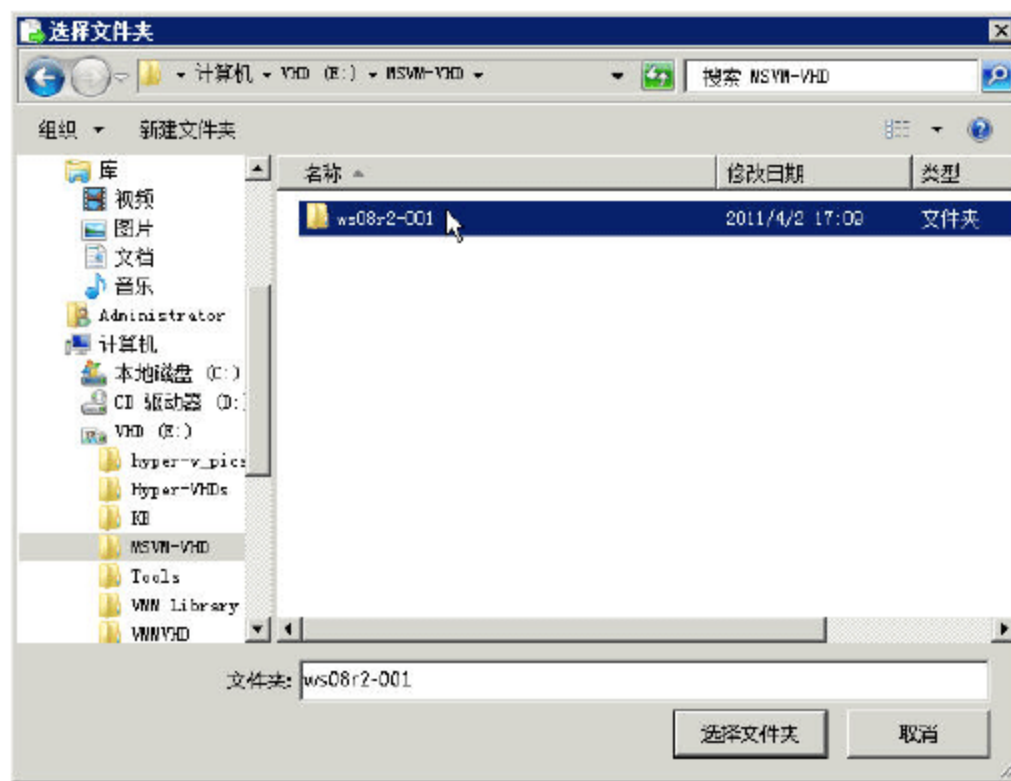 选择文件夹
计算机 VHD (E:) MSVM-VHD
搜索 MSVM-VHD
组织 新建文件夹
名称 修改日期 类型
ws08r2-001 2011/4/2 17:09 文件夹
库
视频
图片
文档
音乐
Administrator
计算机
本地磁盘 (C:)
CD 驱动器 (D:
VHD (E:)
hyper-v_pics
Hyper-VHDs
KB
MSVM-VHD
Tools
VMM Library
VMMVHD
文件夹: ws08r2-001
选择文件夹 取消